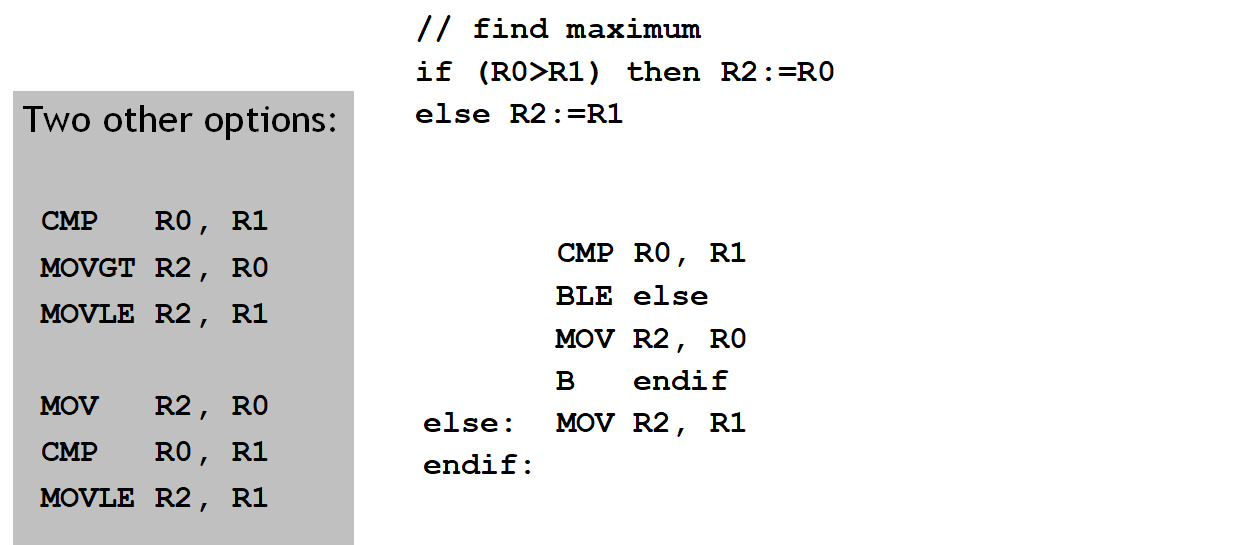 // find maximum
if (R0>R1) then R2:=R0
else R2:=R1
Two other options:
CMP R0, R1
MOVGT R2, R0
MOVLE R2, R1
MOV R2, R0
CMP R0, R1
MOVLE R2, R1
CMP R0, R1
BLE else
MOV R2, R0
B endif
else: MOV R2, R1
endif: